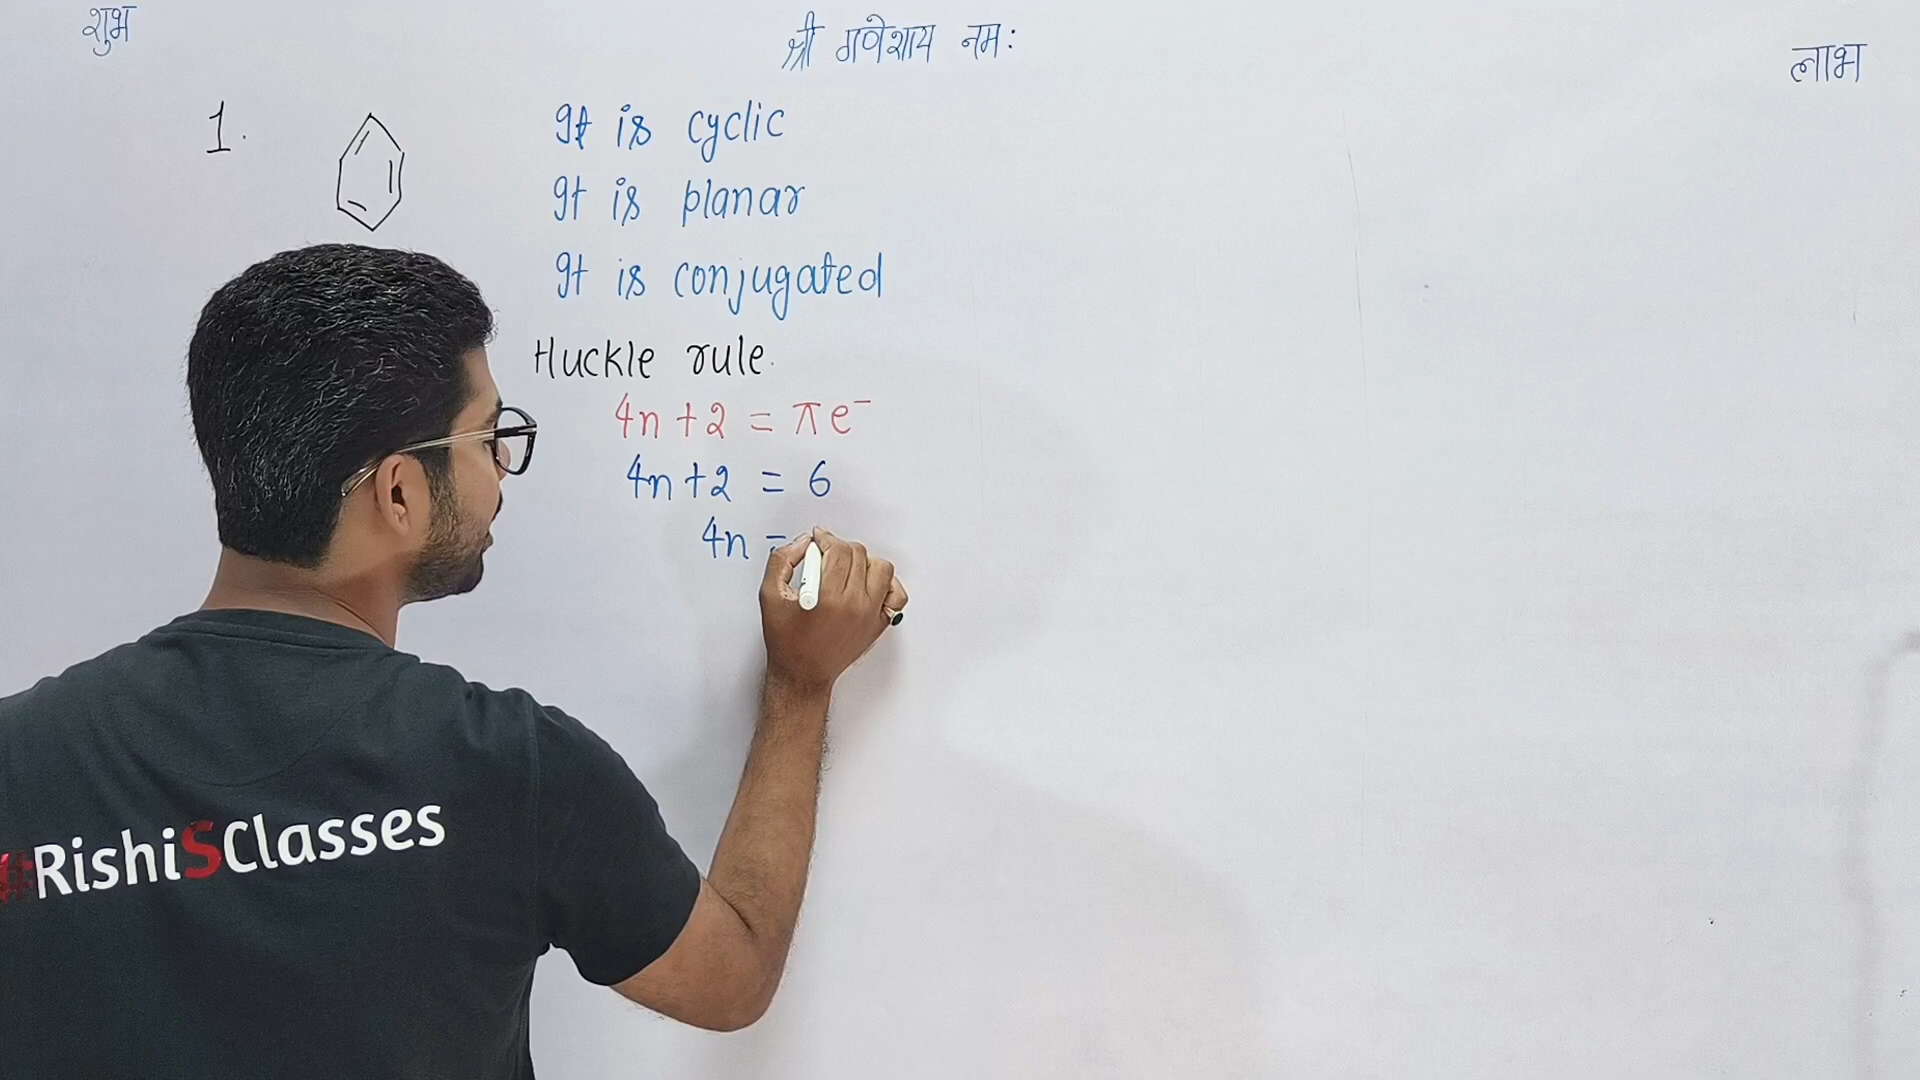 शुभ
श्री गणेशाय नमः
लाभ
1.
It is cyclic
It is planar
It is conjugated
Huckle rule.
4n + 2 = πe⁻
4n + 2 = 6
4n =
#RishiSClasses